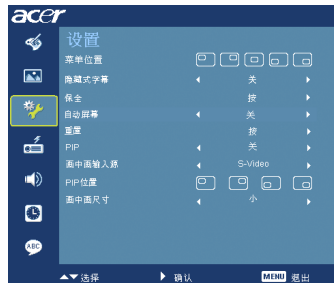 acer
设置
菜单位置
隐藏式字幕 关
保全 按
自动屏幕 关
重置 按
PIP 关
画中画输入源 S-Video
PIP位置
画中画尺寸 小
ABC
选择 确认 MENU 退出